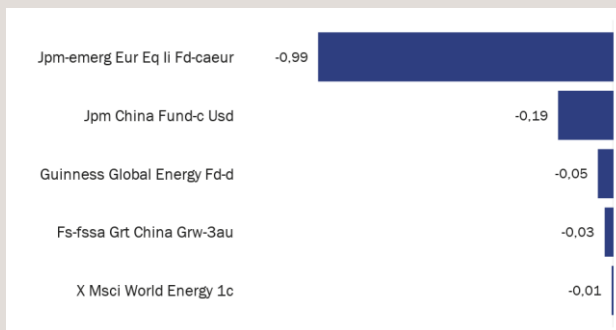 Jpm-emerg Eur Eq Ii Fd-caeur -0,99
Jpm China Fund-c Usd -0,19
Guinness Global Energy Fd-d -0,05
Fs-fssa Grt China Grw-3au -0,03
X Msci World Energy 1c -0,01